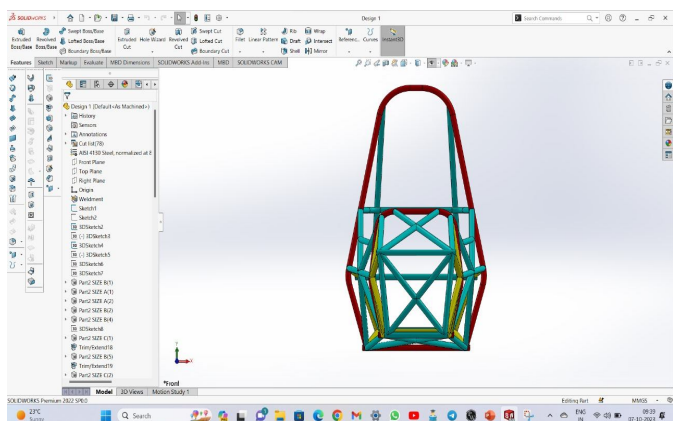 SOLIDWORKS
Design 1
Search Commands
Extruded Boss/Base
Revolved Boss/Base
Swept Boss/Base
Lofted Boss/Base
Boundary Boss/Base
Extruded Cut
Hole Wizard
Revolved Cut
Swept Cut
Lofted Cut
Boundary Cut
Fillet
Linear Pattern
Rib
Draft
Shell
Wrap
Intersect
Mirror
Referenc...
Curves
Instant3D
Features
Sketch
Markup
Evaluate
MBD Dimensions
SOLIDWORKS Add-Ins
MBD
SOLIDWORKS CAM
Design 1 (Default<As Machined>)
History
Sensors
Annotations
Cut list(78)
AISI 4130 Steel, normalized at 8
Front Plane
Top Plane
Right Plane
Origin
Weldment
Sketch1
Sketch2
3DSketch2
(-) 3DSketch3
3DSketch4
(-) 3DSketch5
3DSketch6
3DSketch7
Part2 SIZE B(1)
Part2 SIZE A(1)
Part2 SIZE A(2)
Part2 SIZE B(2)
Part2 SIZE B(4)
3DSketch8
Part2 SIZE C(1)
Trim/Extend18
Part2 SIZE B(5)
Trim/Extend19
Part2 SIZE C(2)
*Front
Model
3D Views
Motion Study 1
SOLIDWORKS Premium 2022 SP0.0
Editing Part
MMGS
23°C
Sunny
Search
ENG
IN
09:39
07-10-2023